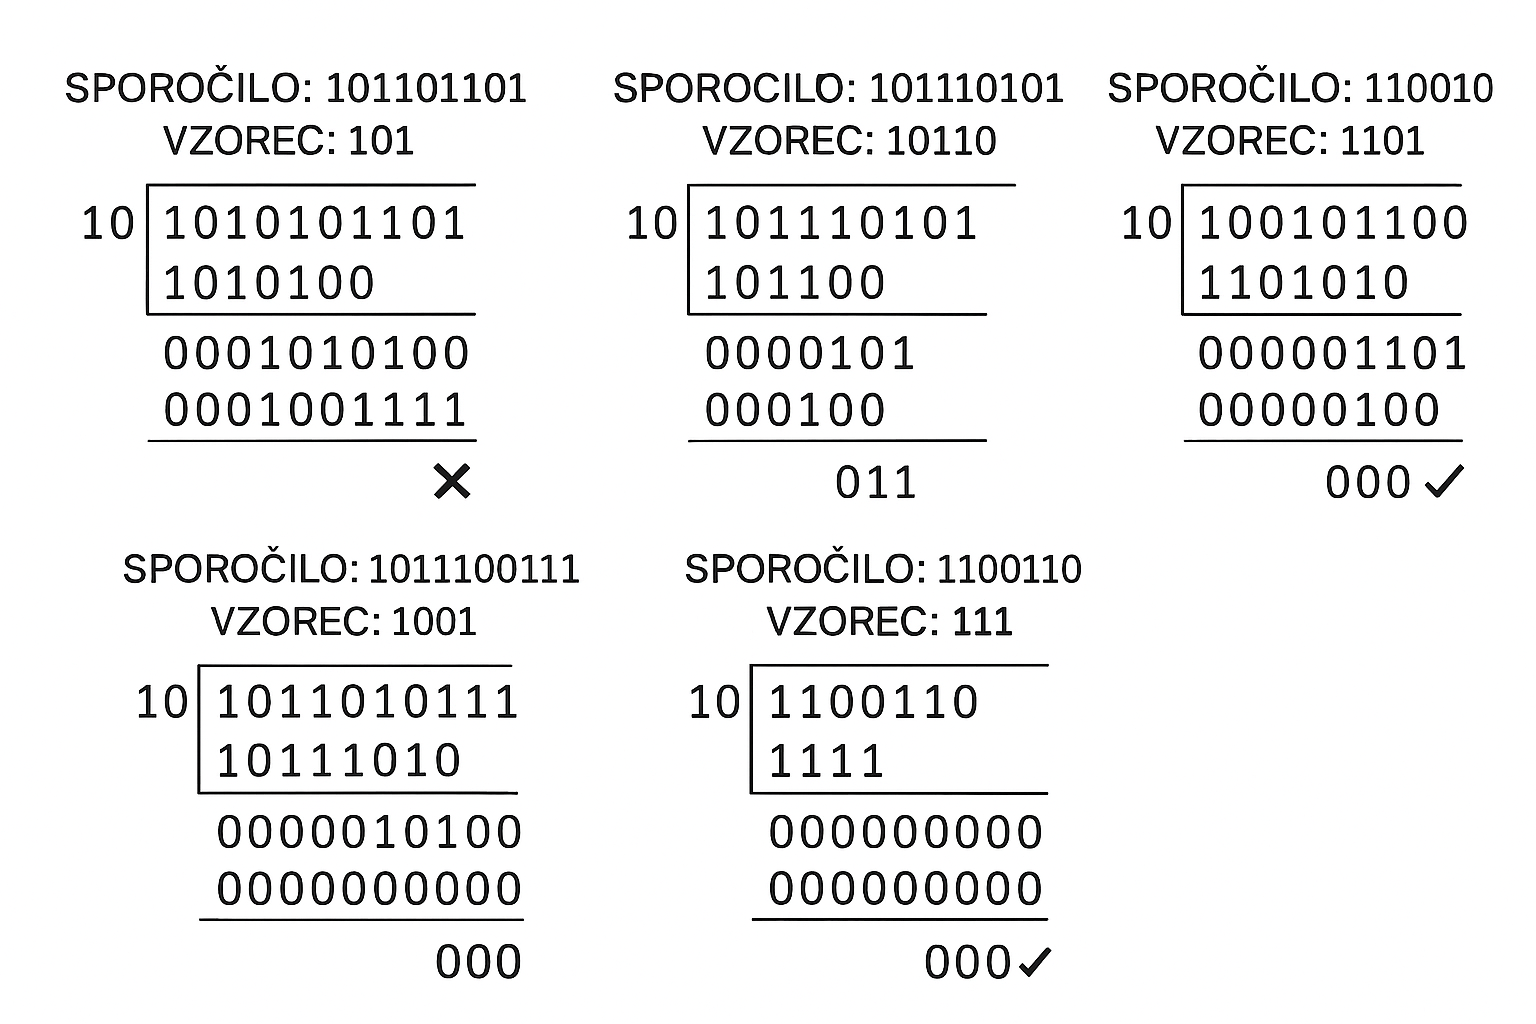 SPOROČILO: 101101101
VZOREC: 101
10 1010101101
1010100
0001010100
0001001111
✕
SPOROCILO: 101110101
VZOREC: 10110
10 101110101
101100
0000101
000100
011
SPOROČILO: 110010
VZOREC: 1101
10 100101100
1101010
000001101
00000100
000 ✓
SPOROČILO: 1011100111
VZOREC: 1001
10 1011010111
10111010
0000010100
0000000000
000
SPOROČILO: 1100110
VZOREC: 111
10 1100110
1111
000000000
000000000
000 ✓